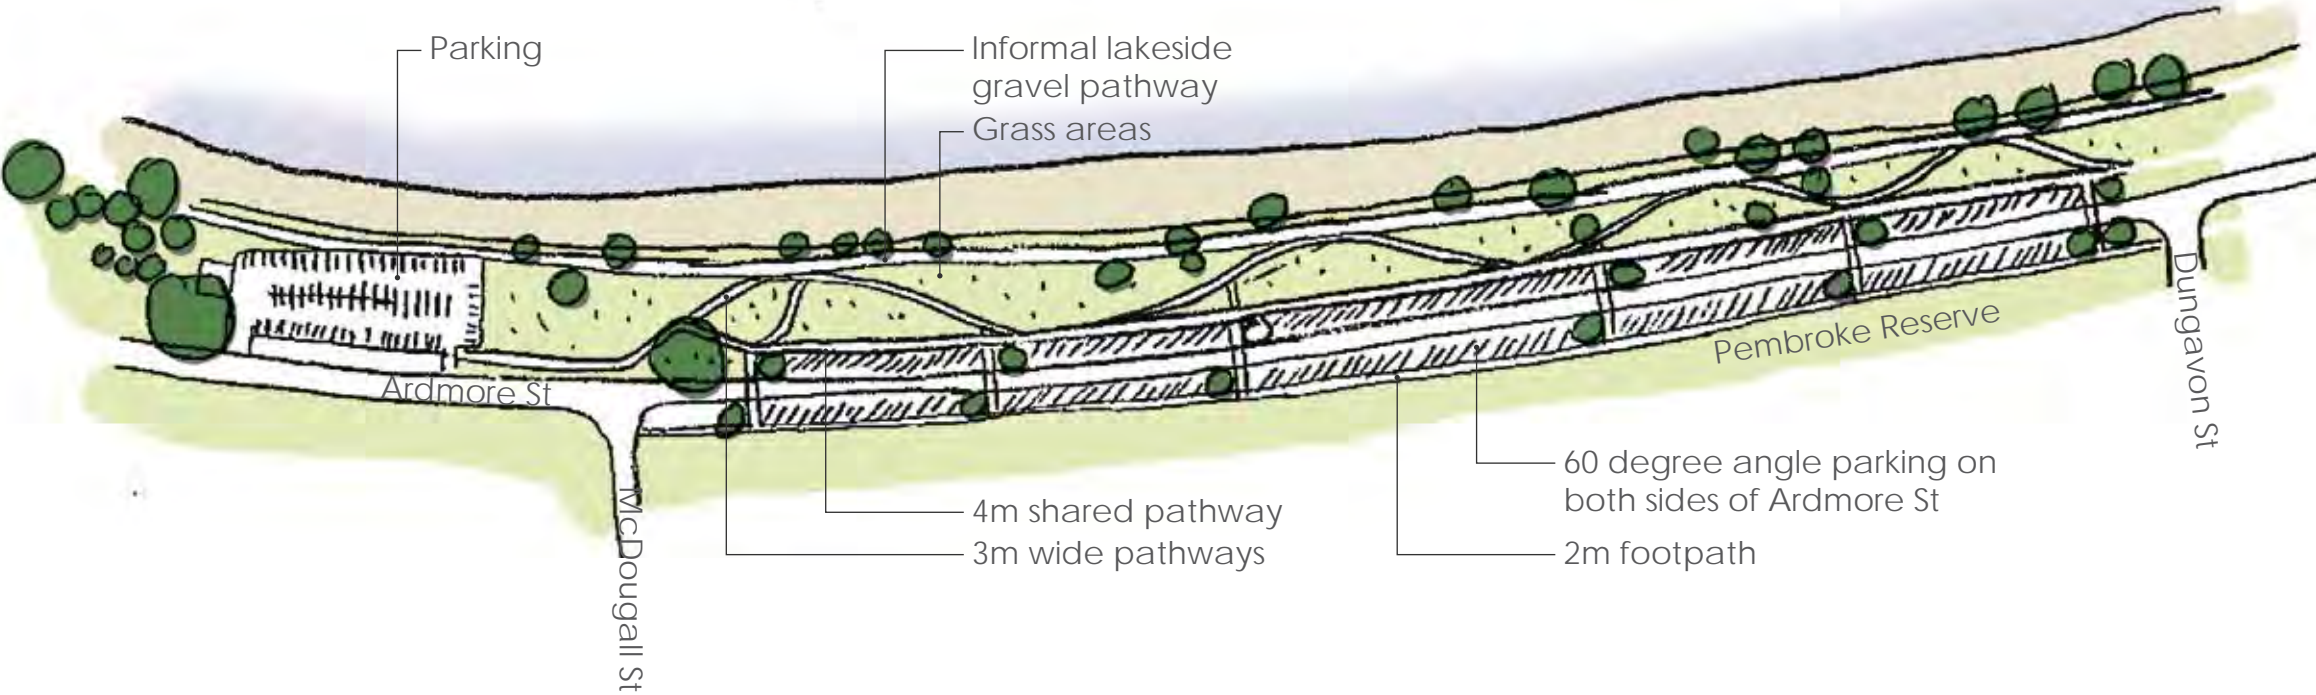 Parking
Informal lakeside
gravel pathway
Grass areas
Ardmore St
McDougall St
Pembroke Reserve
Dungavon St
4m shared pathway
3m wide pathways
60 degree angle parking on
both sides of Ardmore St
2m footpath